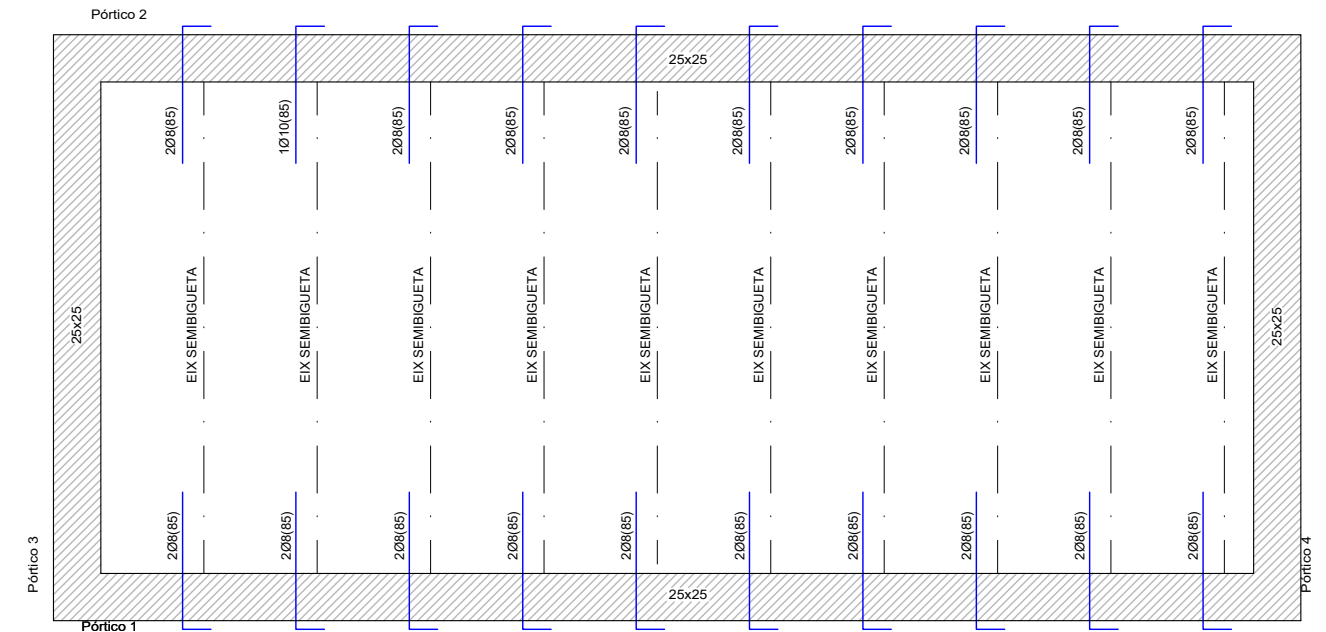 Pórtico 2
25x25
2Ø8(85)
1Ø10(85)
2Ø8(85)
2Ø8(85)
2Ø8(85)
2Ø8(85)
2Ø8(85)
2Ø8(85)
2Ø8(85)
2Ø8(85)
25x25
EIX SEMIBIGUETA
EIX SEMIBIGUETA
EIX SEMIBIGUETA
EIX SEMIBIGUETA
EIX SEMIBIGUETA
EIX SEMIBIGUETA
EIX SEMIBIGUETA
EIX SEMIBIGUETA
EIX SEMIBIGUETA
EIX SEMIBIGUETA
25x25
2Ø8(85)
2Ø8(85)
2Ø8(85)
2Ø8(85)
2Ø8(85)
2Ø8(85)
2Ø8(85)
2Ø8(85)
2Ø8(85)
2Ø8(85)
Pórtico 3
Pórtico 4
25x25
Pórtico 1